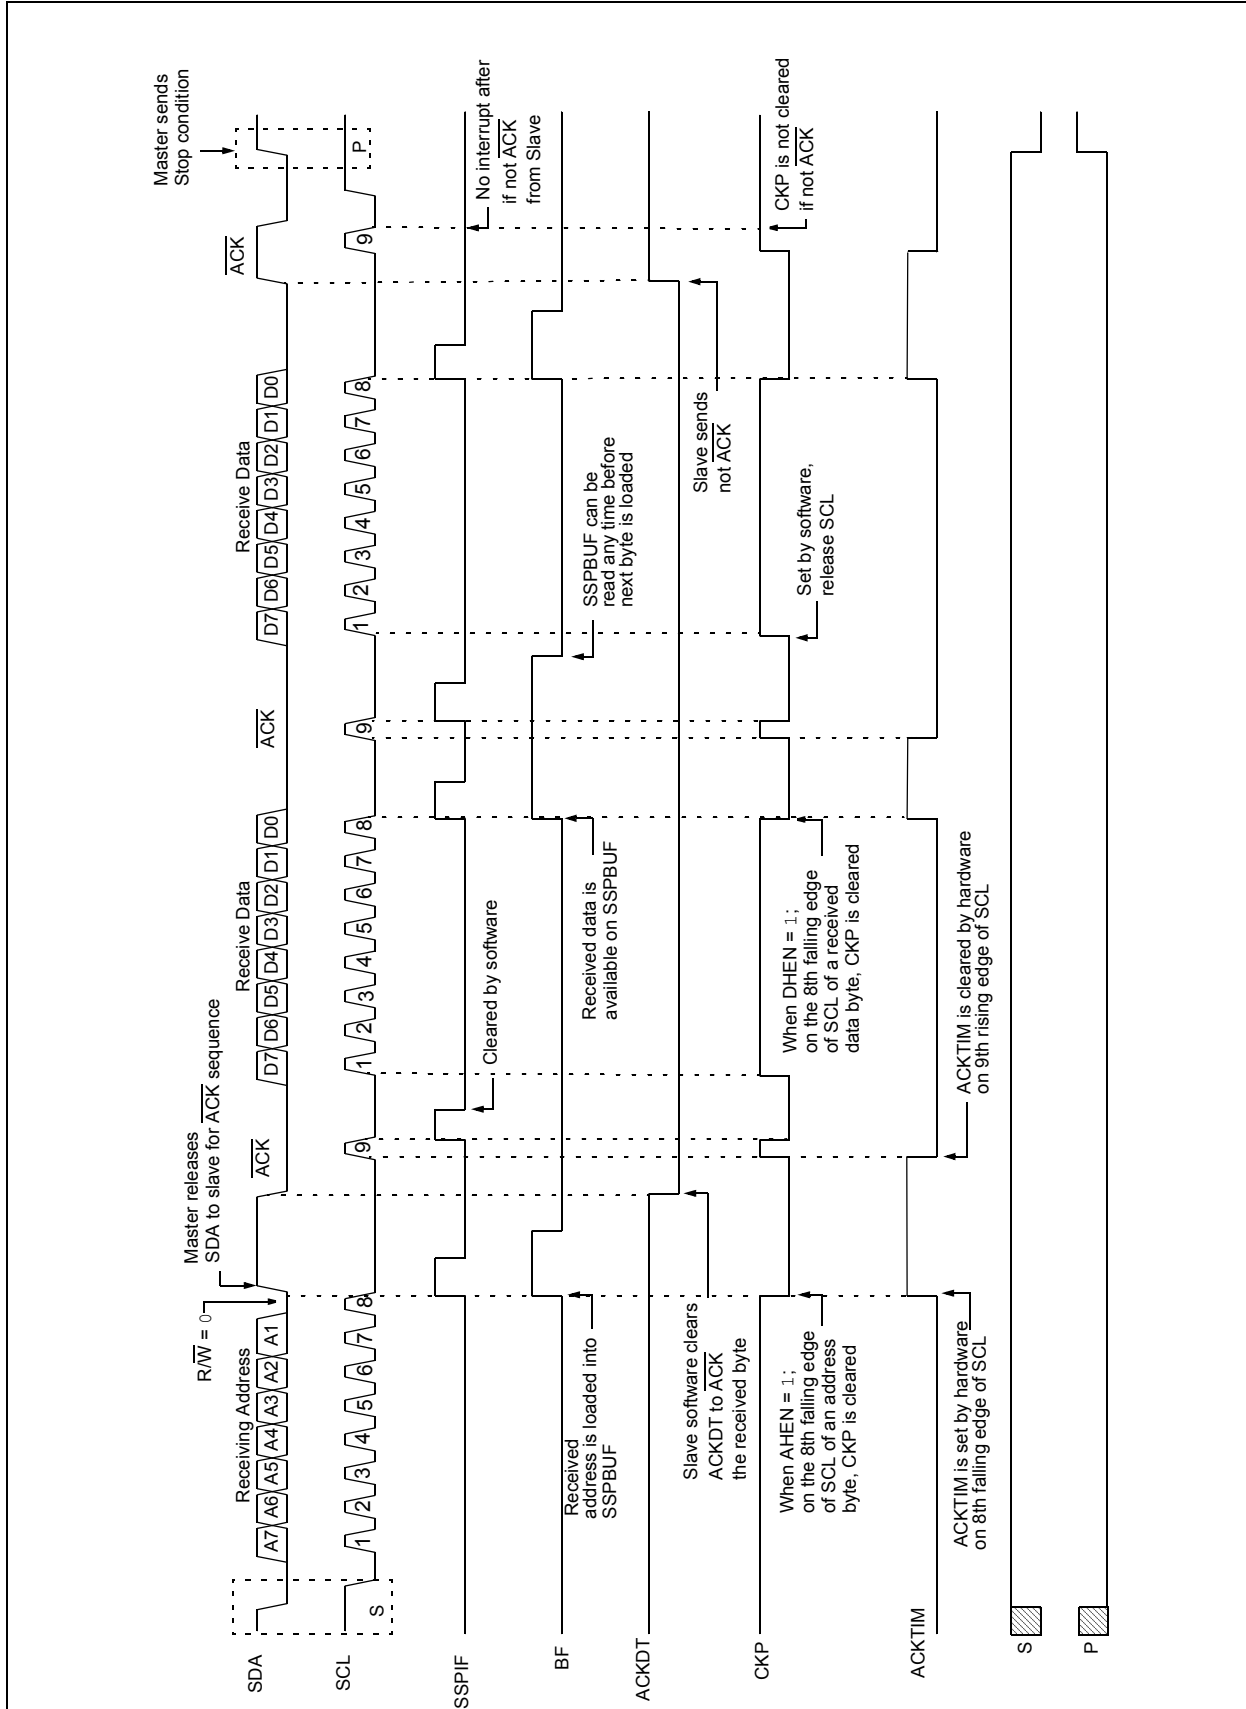 Master sends
Stop condition
Master releases
SDA to slave for ACK sequence
R/W = 0
Receiving Address
ACK
Receive Data
ACK
Receive Data
ACK
SDA
A7 A6 A5 A4 A3 A2 A1
D7 D6 D5 D4 D3 D2 D1 D0
D7 D6 D5 D4 D3 D2 D1 D0
SCL
S
1 2 3 4 5 6 7 8 9
1 2 3 4 5 6 7 8 9
1 2 3 4 5 6 7 8 9
P
SSPIF
Cleared by software
No interrupt after
if not ACK
from Slave
BF
Received
address is loaded into
SSPBUF
Received data is
available on SSPBUF
SSPBUF can be
read any time before
next byte is loaded
ACKDT
Slave software clears
ACKDT to ACK
the received byte
Slave sends
not ACK
CKP
When AHEN = 1;
on the 8th falling edge
of SCL of an address
byte, CKP is cleared
When DHEN = 1;
on the 8th falling edge
of SCL of a received
data byte, CKP is cleared
Set by software,
release SCL
CKP is not cleared
if not ACK
ACKTIM
ACKTIM is set by hardware
on 8th falling edge of SCL
ACKTIM is cleared by hardware
on 9th rising edge of SCL
S
P